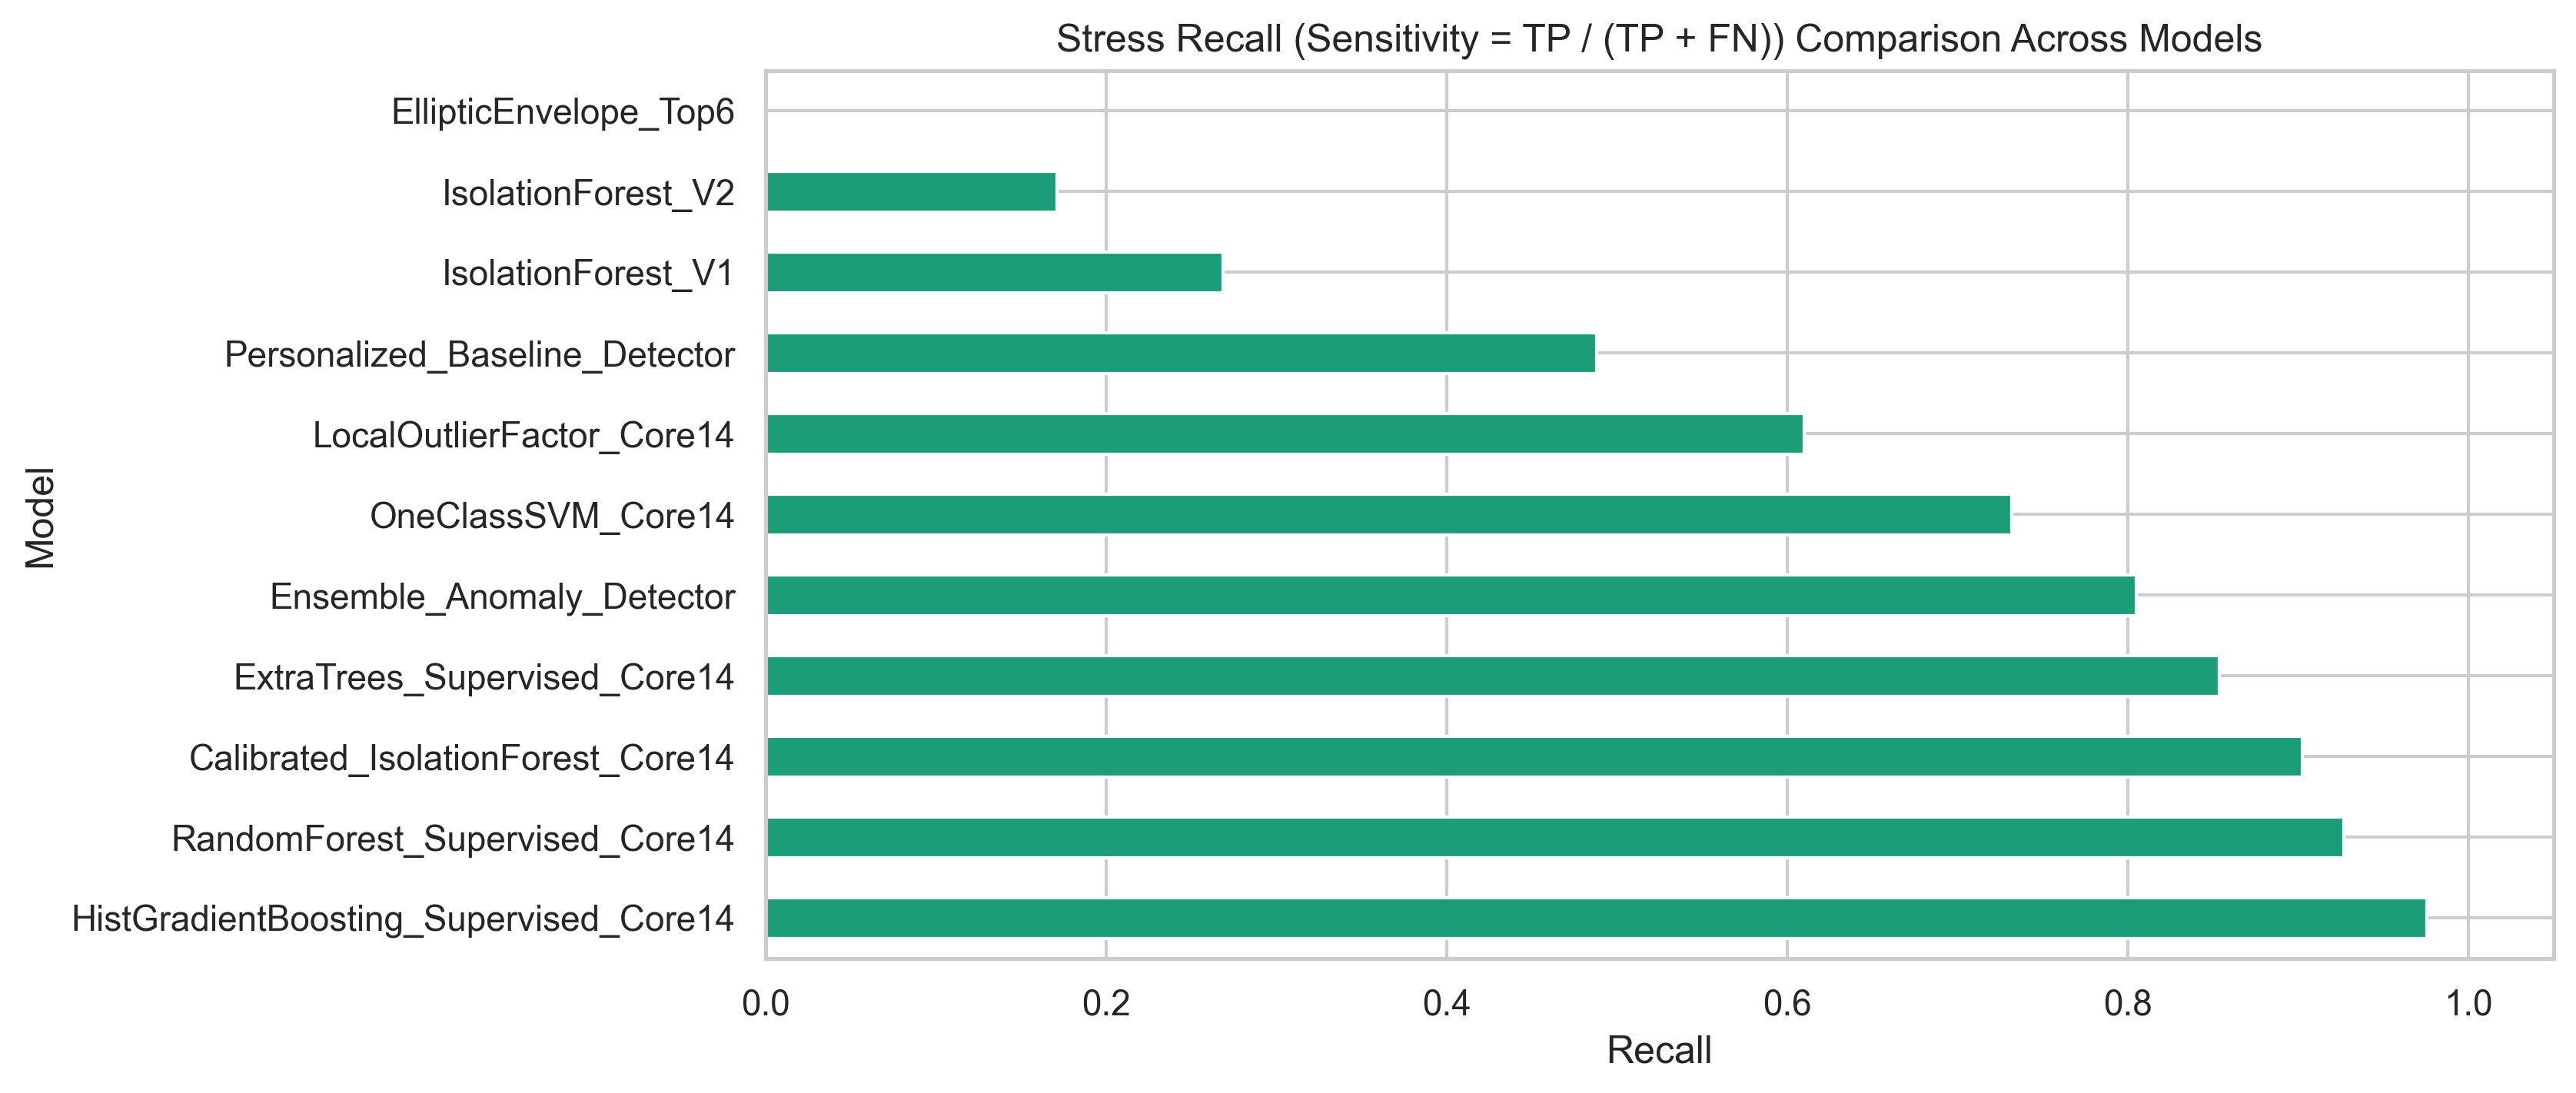 Stress Recall (Sensitivity = TP / (TP + FN)) Comparison Across Models
EllipticEnvelope_Top6
IsolationForest_V2
IsolationForest_V1
Personalized_Baseline_Detector
LocalOutlierFactor_Core14
OneClassSVM_Core14
Ensemble_Anomaly_Detector
ExtraTrees_Supervised_Core14
Calibrated_IsolationForest_Core14
RandomForest_Supervised_Core14
HistGradientBoosting_Supervised_Core14
Model
0.0 0.2 0.4 0.6 0.8 1.0
Recall